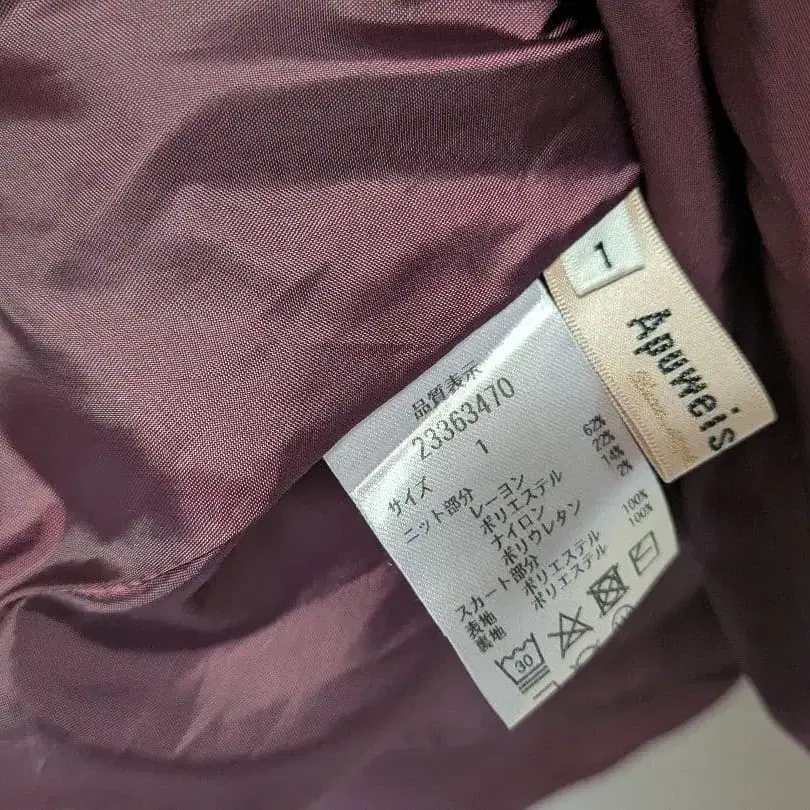 1
Apuweis
品質表示
23363470
サイズ 1
ニット部分
レーヨン 62%
ポリエステル 22%
ナイロン 14%
ポリウレタン 2%
スカート部分
表地 ポリエステル 100%
裏地 ポリエステル 100%
30